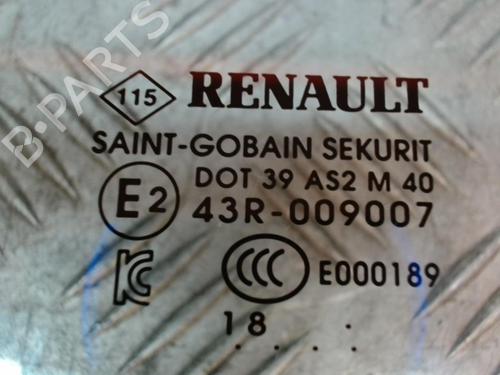 B-PARTS
115 RENAULT
SAINT-GOBAIN SEKURIT
DOT 39 AS2 M 40
E2 43R-009007
KC CCC E000189
18 . . . . :